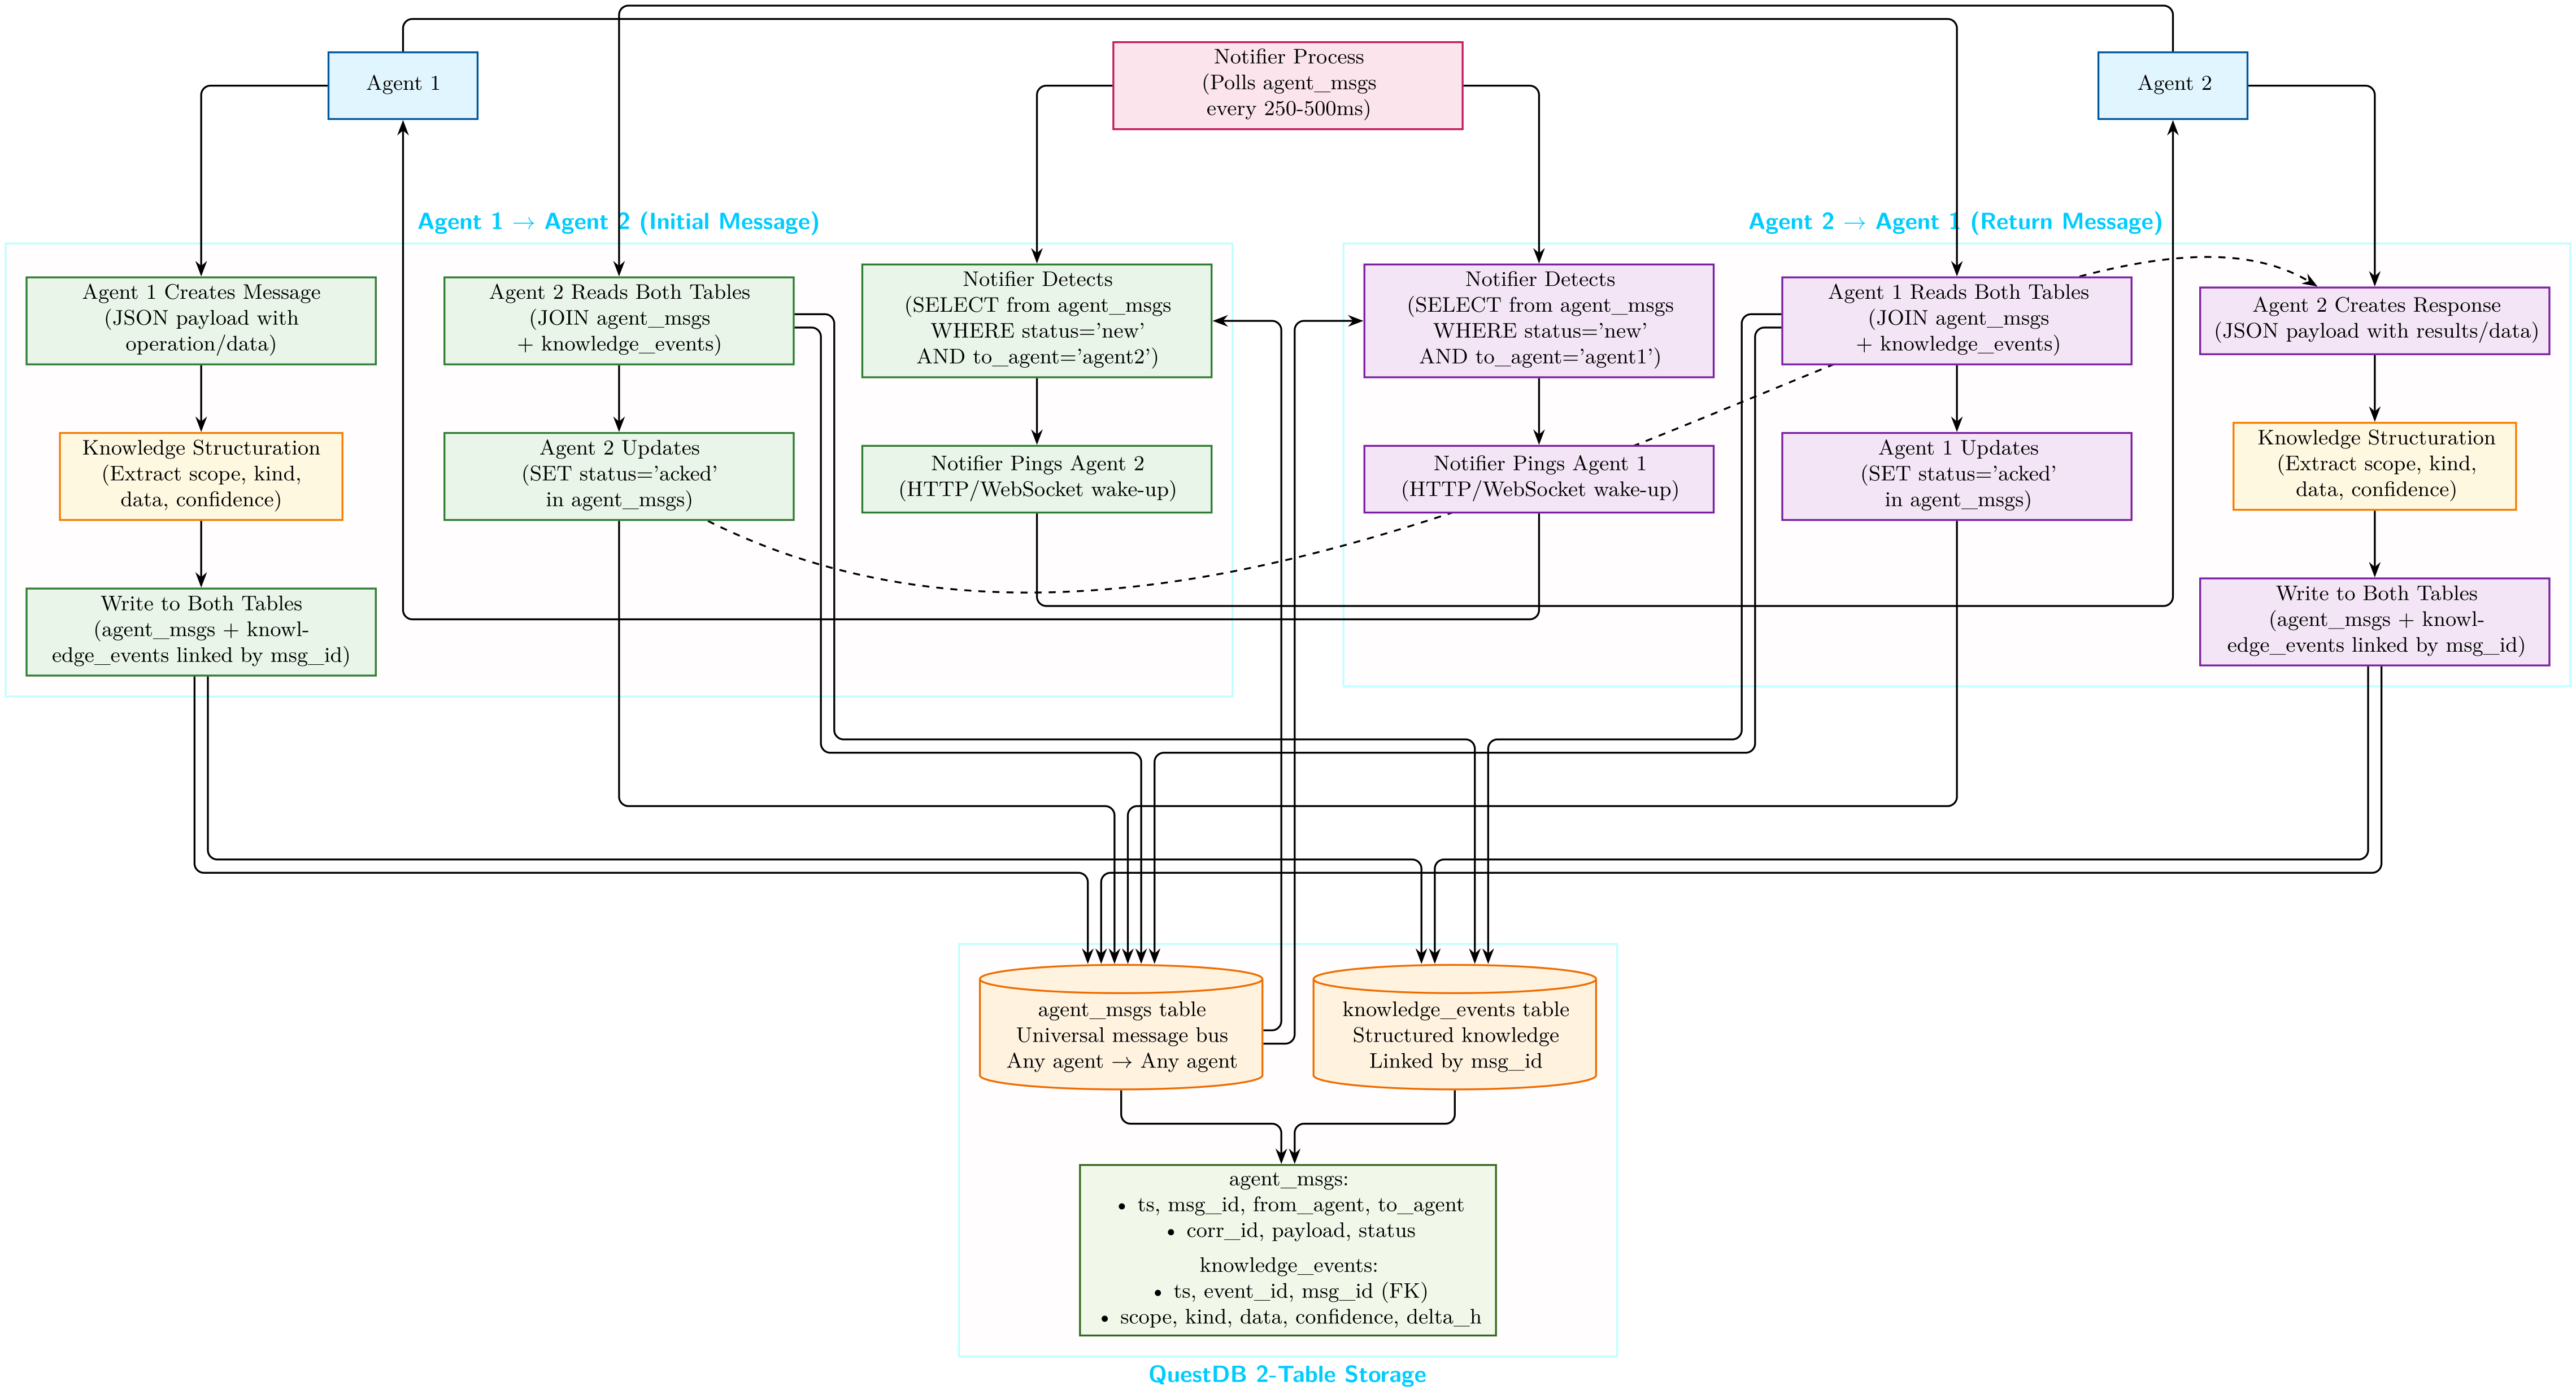 Agent 1
Notifier Process
(Polls agent_msgs
every 250-500ms)
Agent 2
Agent 1 → Agent 2 (Initial Message)
Agent 2 → Agent 1 (Return Message)
Agent 1 Creates Message
(JSON payload with
operation/data)
Agent 2 Reads Both Tables
(JOIN agent_msgs
+ knowledge_events)
Notifier Detects
(SELECT from agent_msgs
WHERE status='new'
AND to_agent='agent2')
Notifier Detects
(SELECT from agent_msgs
WHERE status='new'
AND to_agent='agent1')
Agent 1 Reads Both Tables
(JOIN agent_msgs
+ knowledge_events)
Agent 2 Creates Response
(JSON payload with results/data)
Knowledge Structuration
(Extract scope, kind,
data, confidence)
Agent 2 Updates
(SET status='acked'
in agent_msgs)
Notifier Pings Agent 2
(HTTP/WebSocket wake-up)
Notifier Pings Agent 1
(HTTP/WebSocket wake-up)
Agent 1 Updates
(SET status='acked'
in agent_msgs)
Knowledge Structuration
(Extract scope, kind,
data, confidence)
Write to Both Tables
(agent_msgs + knowl-
edge_events linked by msg_id)
Write to Both Tables
(agent_msgs + knowl-
edge_events linked by msg_id)
agent_msgs table
Universal message bus
Any agent → Any agent
knowledge_events table
Structured knowledge
Linked by msg_id
agent_msgs:
• ts, msg_id, from_agent, to_agent
• corr_id, payload, status
knowledge_events:
• ts, event_id, msg_id (FK)
• scope, kind, data, confidence, delta_h
QuestDB 2-Table Storage